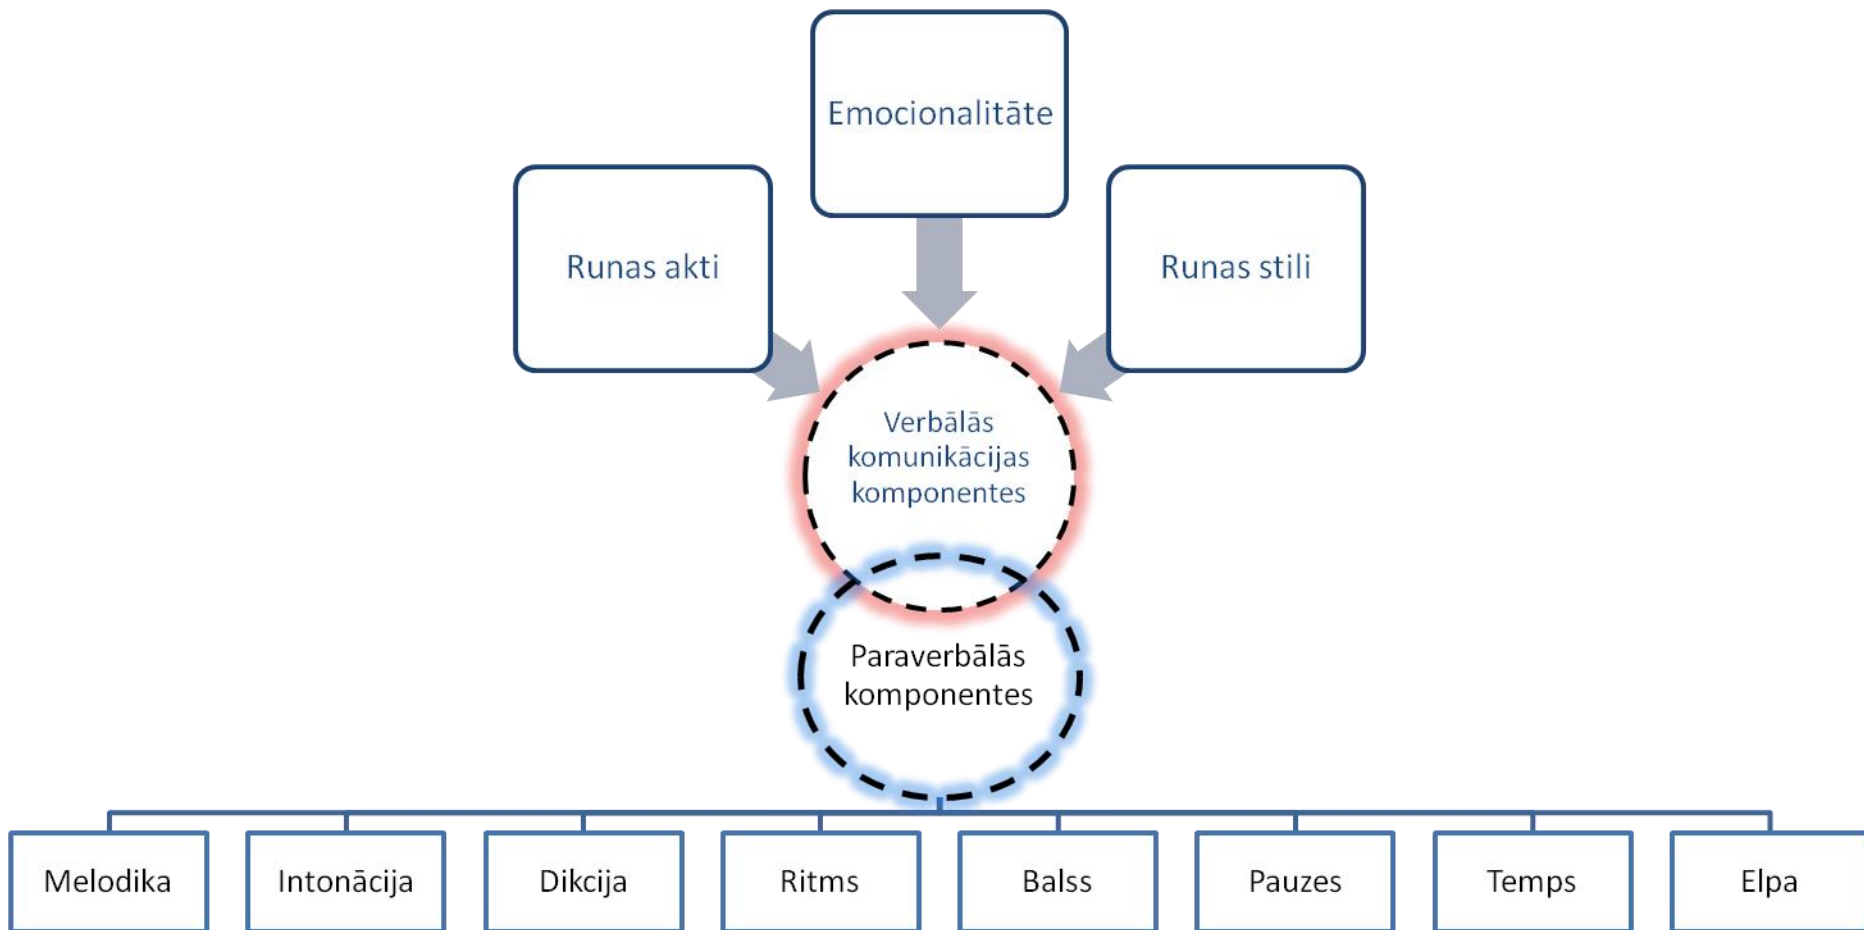 Emocionalitāte
Runas akti
Runas stili
Verbālās
komunikācijas
komponentes
Paraverbālās
komponentes
Melodika
Intonācija
Dikcija
Ritms
Balss
Pauzes
Temps
Elpa